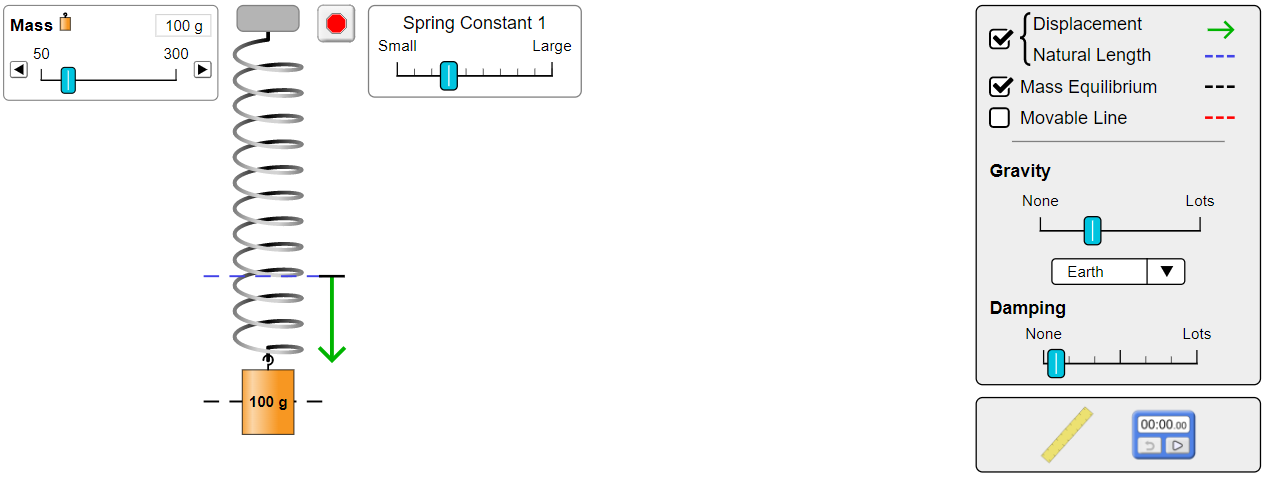 Mass
100 g
50
300
Spring Constant 1
Small
Large
100 g
Displacement
Natural Length
Mass Equilibrium
Movable Line
Gravity
None
Lots
Earth
Damping
None
Lots
00:00.00